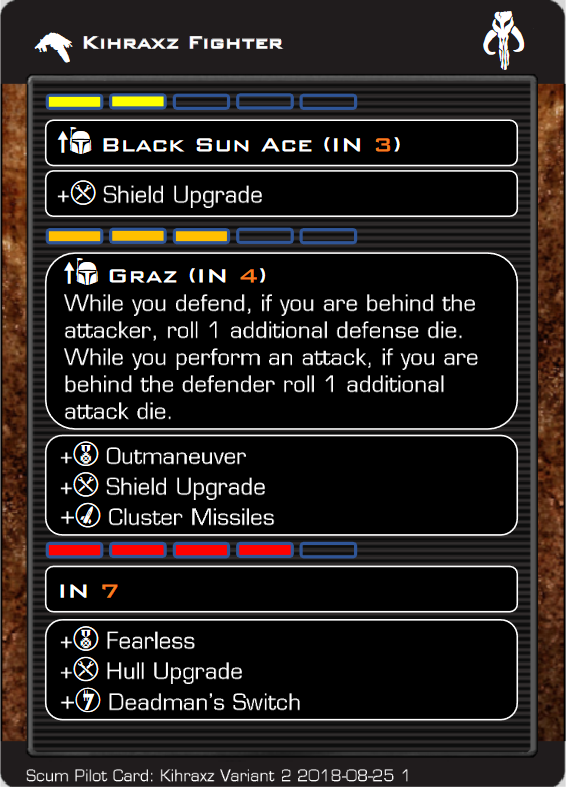 Kihraxz Fighter
Black Sun Ace (IN 3)
+ Shield Upgrade
Graz (IN 4)
While you defend, if you are behind the
attacker, roll 1 additional defense die.
While you perform an attack, if you are
behind the defender roll 1 additional
attack die.
+ Outmaneuver
+ Shield Upgrade
+ Cluster Missiles
IN 7
+ Fearless
+ Hull Upgrade
+ Deadman's Switch
Scum Pilot Card: Kihraxz Variant 2 2018-08-25 1